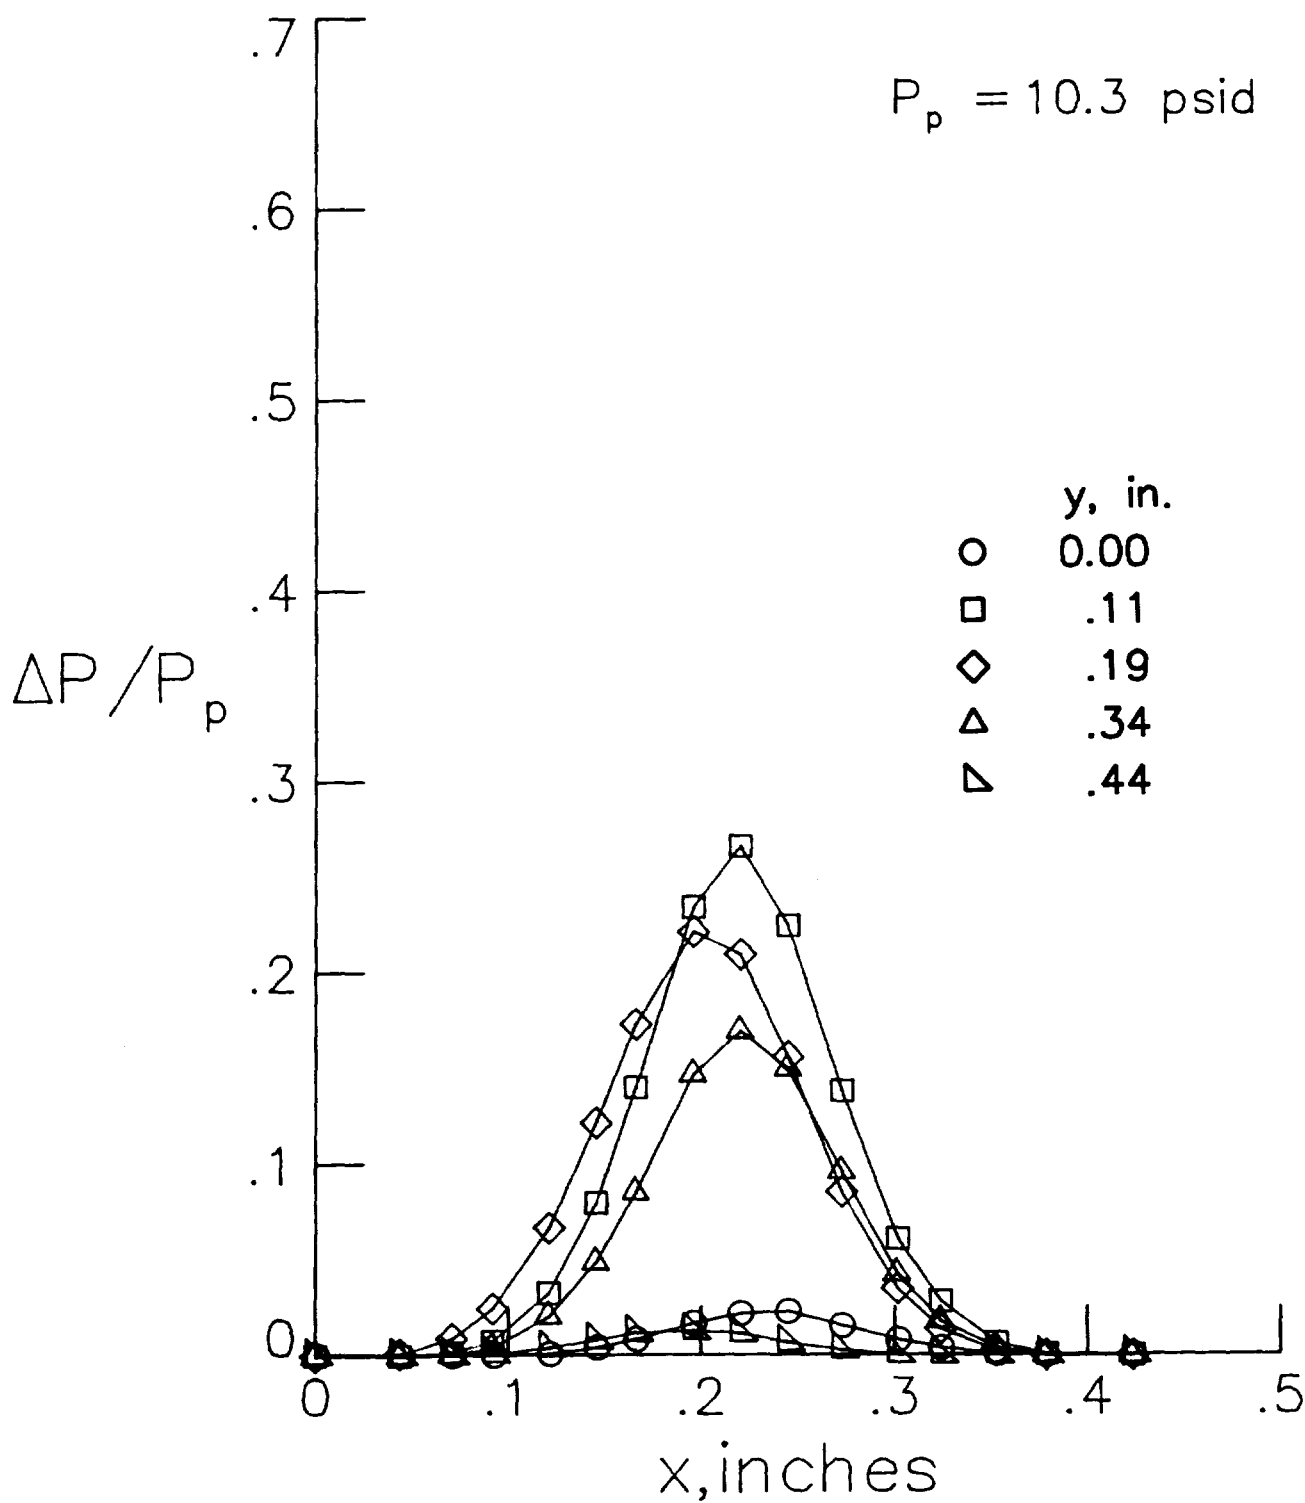 .7
P_p = 10.3 psid
.6
.5
y, in.
0.00
.4
.11
ΔP/P_p
.19
.34
.3
.44
.2
.1
0
0 .1 .2 .3 .4 .5
x, inches